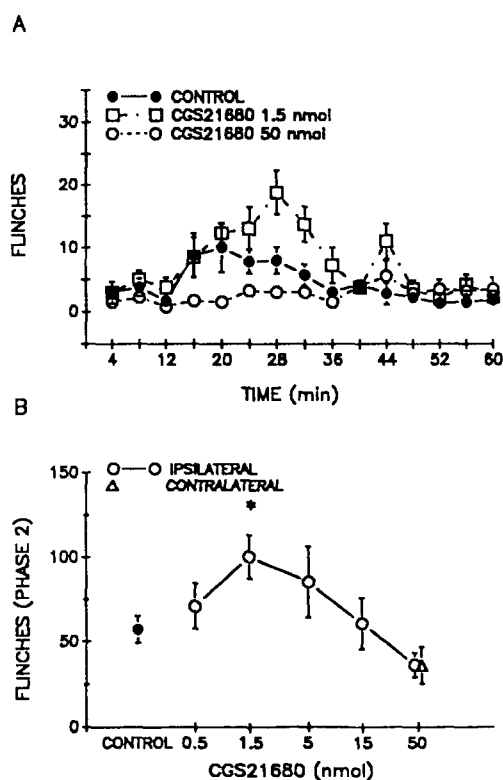 A
CONTROL
CGS21680 1.5 nmol
CGS21680 50 nmol
FLINCHES
30
20
10
0
4 12 20 28 36 44 52 60
TIME (min)
B
IPSILATERAL
CONTRALATERAL
FLINCHES (PHASE 2)
150
100
50
0
*
CONTROL 0.5 1.5 5 15 50
CGS21680 (nmol)